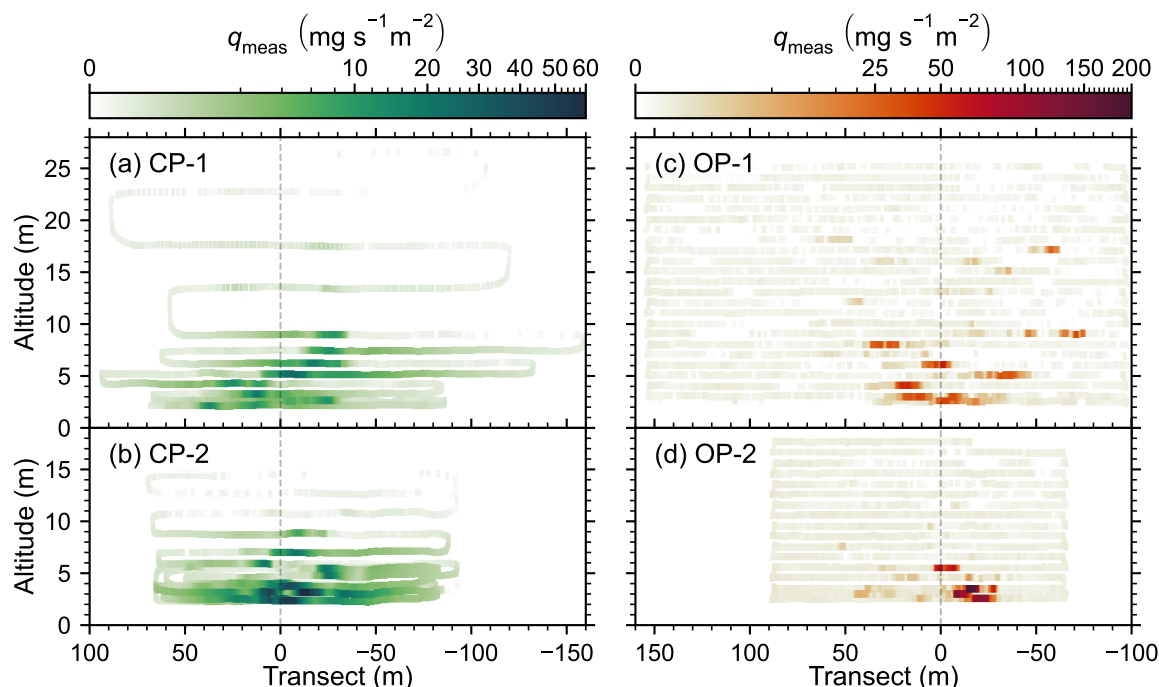 q_meas (mg s⁻¹m⁻²)
0 10 20 30 40 50 60
q_meas (mg s⁻¹m⁻²)
0 25 50 100 150 200
(a) CP-1
Altitude (m)
25
20
15
10
5
0
(c) OP-1
(b) CP-2
Altitude (m)
15
10
5
0
100 50 0 −50 −100 −150
Transect (m)
(d) OP-2
150 100 50 0 −50 −100
Transect (m)